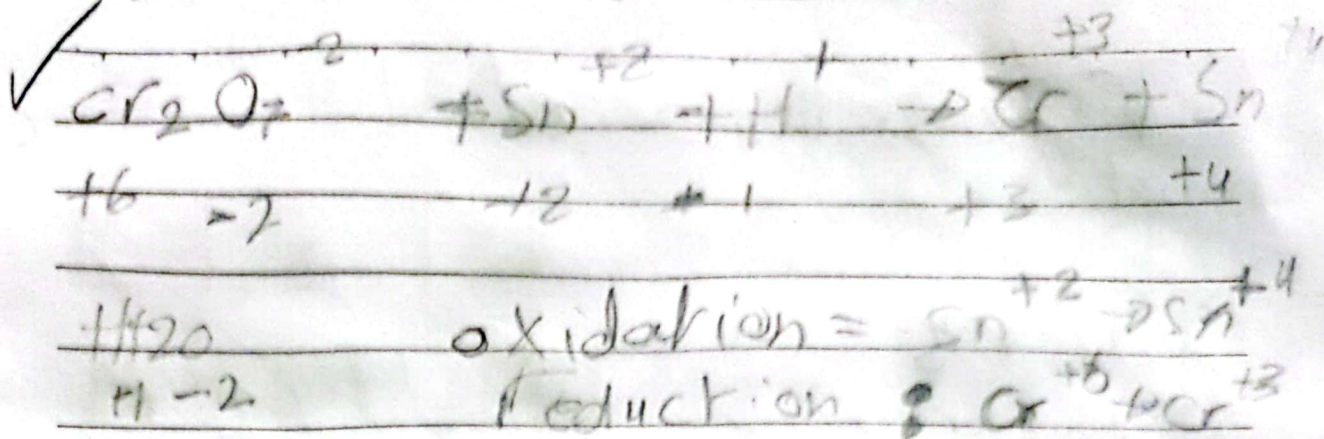 -2 +2 +1 +3 +4
Cr2O7 + Sn + H → Cr + Sn
+6 -2 +2 +1 +3 +4
+H2O oxidation = Sn+2 → Sn+4
+1 -2 reduction : Cr+6 → Cr+3